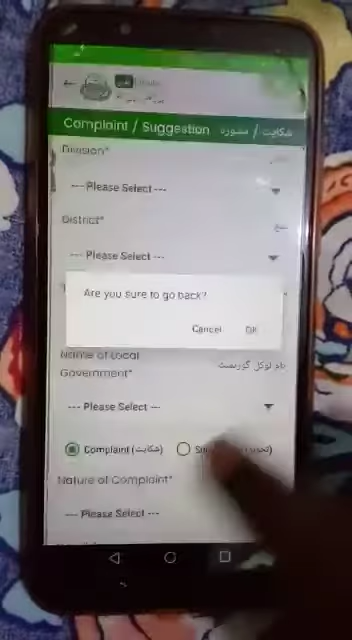 Complaint / Suggestion شکایت / مشورہ
Division*
--- Please Select ---
District*
ضلع
--- Please Select ---
Are you sure to go back?
Cancel OK
Name of Local
Government*
نام لوکل گورنمنٹ
--- Please Select ---
Complaint (شکایت)
Nature of Complaint*
--- Please Select ---